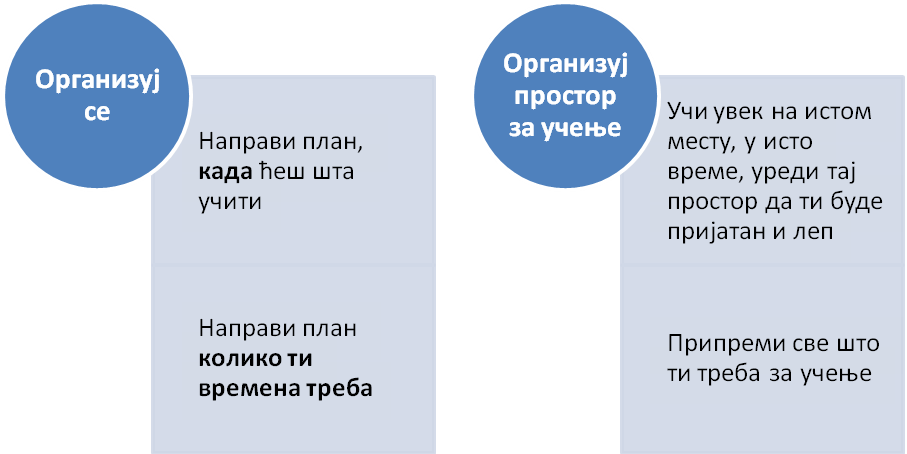 Организуј
се
Направи план,
када ћеш шта
учити
Направи план
колико ти
времена треба
Организуј
простор
за учење
Учи увек на истом
месту, у исто
време, уреди тај
простор да ти буде
пријатан и леп
Припреми све што
ти треба за учење